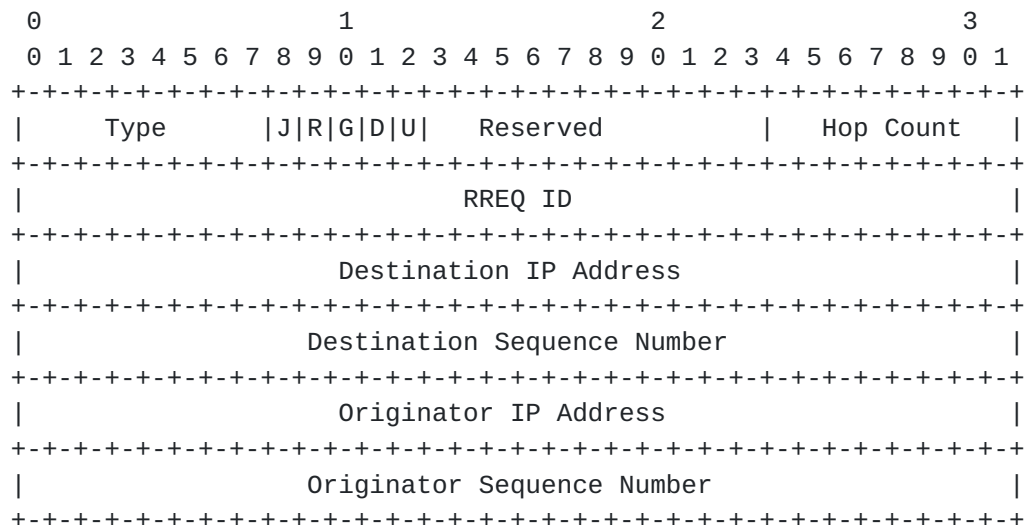 0                   1                   2                   3
 0 1 2 3 4 5 6 7 8 9 0 1 2 3 4 5 6 7 8 9 0 1 2 3 4 5 6 7 8 9 0 1
+-+-+-+-+-+-+-+-+-+-+-+-+-+-+-+-+-+-+-+-+-+-+-+-+-+-+-+-+-+-+-+-+
|     Type      |J|R|G|D|U|   Reserved          |   Hop Count   |
+-+-+-+-+-+-+-+-+-+-+-+-+-+-+-+-+-+-+-+-+-+-+-+-+-+-+-+-+-+-+-+-+
|                            RREQ ID                            |
+-+-+-+-+-+-+-+-+-+-+-+-+-+-+-+-+-+-+-+-+-+-+-+-+-+-+-+-+-+-+-+-+
|                    Destination IP Address                     |
+-+-+-+-+-+-+-+-+-+-+-+-+-+-+-+-+-+-+-+-+-+-+-+-+-+-+-+-+-+-+-+-+
|                  Destination Sequence Number                  |
+-+-+-+-+-+-+-+-+-+-+-+-+-+-+-+-+-+-+-+-+-+-+-+-+-+-+-+-+-+-+-+-+
|                    Originator IP Address                      |
+-+-+-+-+-+-+-+-+-+-+-+-+-+-+-+-+-+-+-+-+-+-+-+-+-+-+-+-+-+-+-+-+
|                  Originator Sequence Number                   |
+-+-+-+-+-+-+-+-+-+-+-+-+-+-+-+-+-+-+-+-+-+-+-+-+-+-+-+-+-+-+-+-+